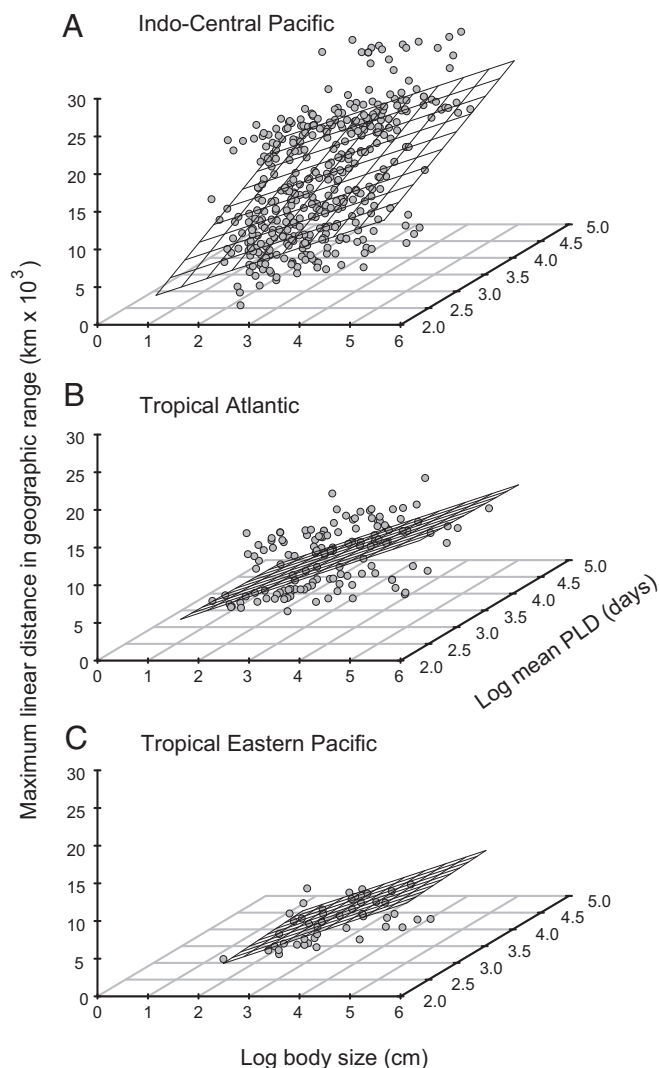 A Indo-Central Pacific
30
25
20
15
10
5
0
0 1 2 3 4 5 6
2.0 2.5 3.0 3.5 4.0 4.5 5.0
B Tropical Atlantic
30
25
20
15
10
5
0
0 1 2 3 4 5 6
2.0 2.5 3.0 3.5 4.0 4.5 5.0
Log mean PLD (days)
C Tropical Eastern Pacific
30
25
20
15
10
5
0
0 1 2 3 4 5 6
2.0 2.5 3.0 3.5 4.0 4.5 5.0
Maximum linear distance in geographic range (km x 10³)
Log body size (cm)